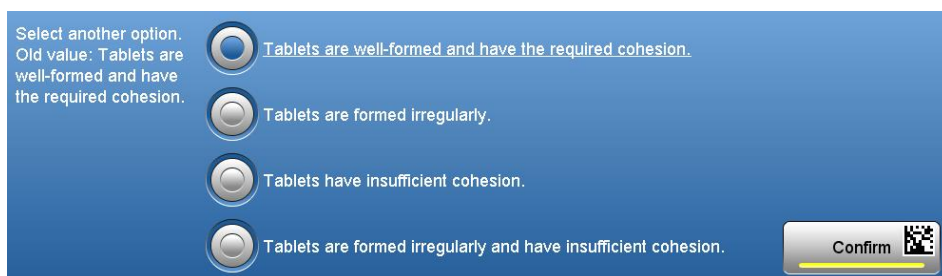 Select another option.
Old value: Tablets are
well-formed and have
the required cohesion.
Tablets are well-formed and have the required cohesion.
Tablets are formed irregularly.
Tablets have insufficient cohesion.
Tablets are formed irregularly and have insufficient cohesion.
Confirm